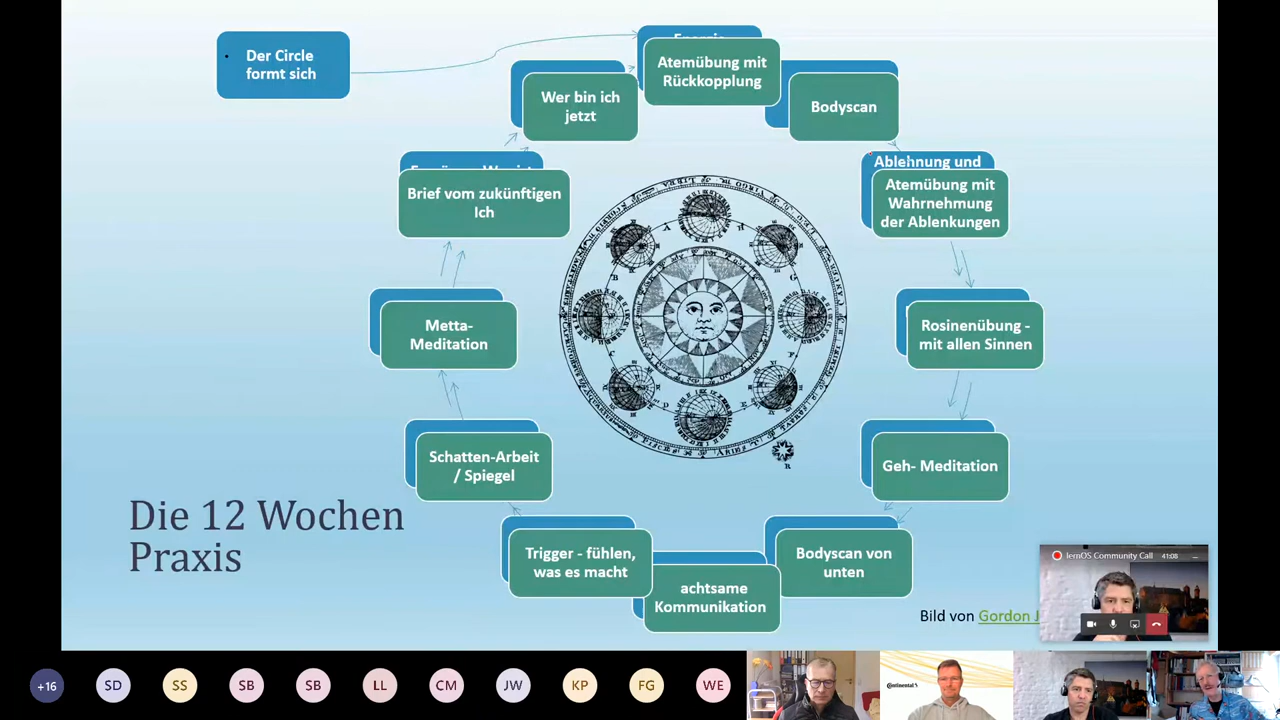 Der Circle
formt sich
Atemübung mit
Rückkopplung
Bodyscan
Ablehnung und
Atemübung mit
Wahrnehmung
der Ablenkungen
Rosinenübung -
mit allen Sinnen
Geh- Meditation
Bodyscan von
unten
achtsame
Kommunikation
Trigger - fühlen,
was es macht
Schatten-Arbeit
/ Spiegel
Metta-
Meditation
Brief vom zukünftigen
Ich
Wer bin ich
jetzt
Die 12 Wochen
Praxis
Bild von Gordon J
lernOS Community Call 41:08
+16 SD SS SB SB LL CM JW KP FG WE
Continental